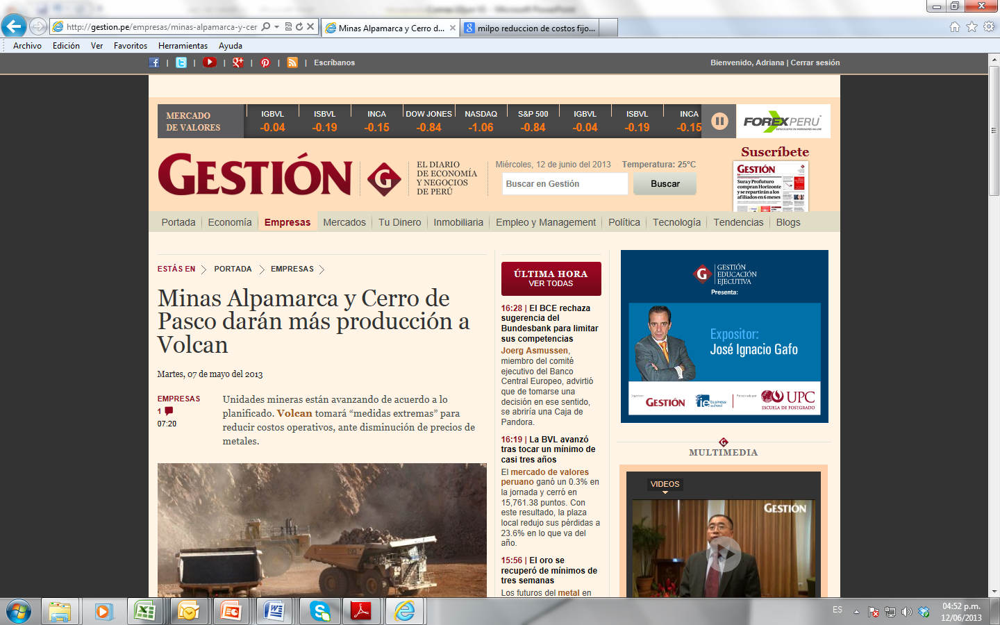 http://gestion.pe/empresas/minas-alpamarca-y-cer
Minas Alpamarca y Cerro d...
milpo reduccion de costos fijo...
Archivo Edición Ver Favoritos Herramientas Ayuda
| | | | | | Escríbanos
Bienvenido, Adriana | Cerrar sesión
MERCADO
DE VALORES
IGBVL ISBVL INCA DOW JONES NASDAQ S&P 500 IGBVL ISBVL INCA
-0.04 -0.19 -0.15 -0.84 -1.06 -0.84 -0.04 -0.19 -0.15
FOREXPERU
GESTIÓN
G
EL DIARIO
DE ECONOMÍA
Y NEGOCIOS
DE PERÚ
Miércoles, 12 de junio del 2013 Temperatura: 25°C
Buscar en Gestión
Buscar
Suscríbete
GESTIÓN
Sura y Profuturo
compran Horizonte
y se repartirán a los
afiliados en 6 meses
Portada Economía Empresas Mercados Tu Dinero Inmobiliaria Empleo y Management Política Tecnología Tendencias Blogs
ESTÁS EN PORTADA EMPRESAS
Minas Alpamarca y Cerro de
Pasco darán más producción a
Volcan
Martes, 07 de mayo del 2013
EMPRESAS
1
07:20
Unidades mineras están avanzando de acuerdo a lo
planificado. Volcan tomará “medidas extremas” para
reducir costos operativos, ante disminución de precios de
metales.
ÚLTIMA HORA
VER TODAS
16:28 | El BCE rechaza
sugerencia del
Bundesbank para limitar
sus competencias
Joerg Asmussen,
miembro del comité
ejecutivo del Banco
Central Europeo, advirtió
que de tomarse una
decisión en ese sentido,
se abriría una Caja de
Pandora.
16:19 | La BVL avanzó
tras tocar un mínimo de
casi tres años
El mercado de valores
peruano ganó un 0.3% en
la jornada y cerró en
15,761.38 puntos. Con
este resultado, la plaza
local redujo sus pérdidas a
23.6% en lo que va del
año.
15:56 | El oro se
recuperó de mínimos de
tres semanas
Los futuros del metal en
G
GESTIÓN
EDUCACIÓN
EJECUTIVA
Presenta:
Expositor:
José Ignacio Gafo
GESTIÓN
ie business
school
UPC
ESCUELA DE POSTGRADO
G
MULTIMEDIA
VIDEOS
GESTIÓN
ES
04:52 p.m.
12/06/2013